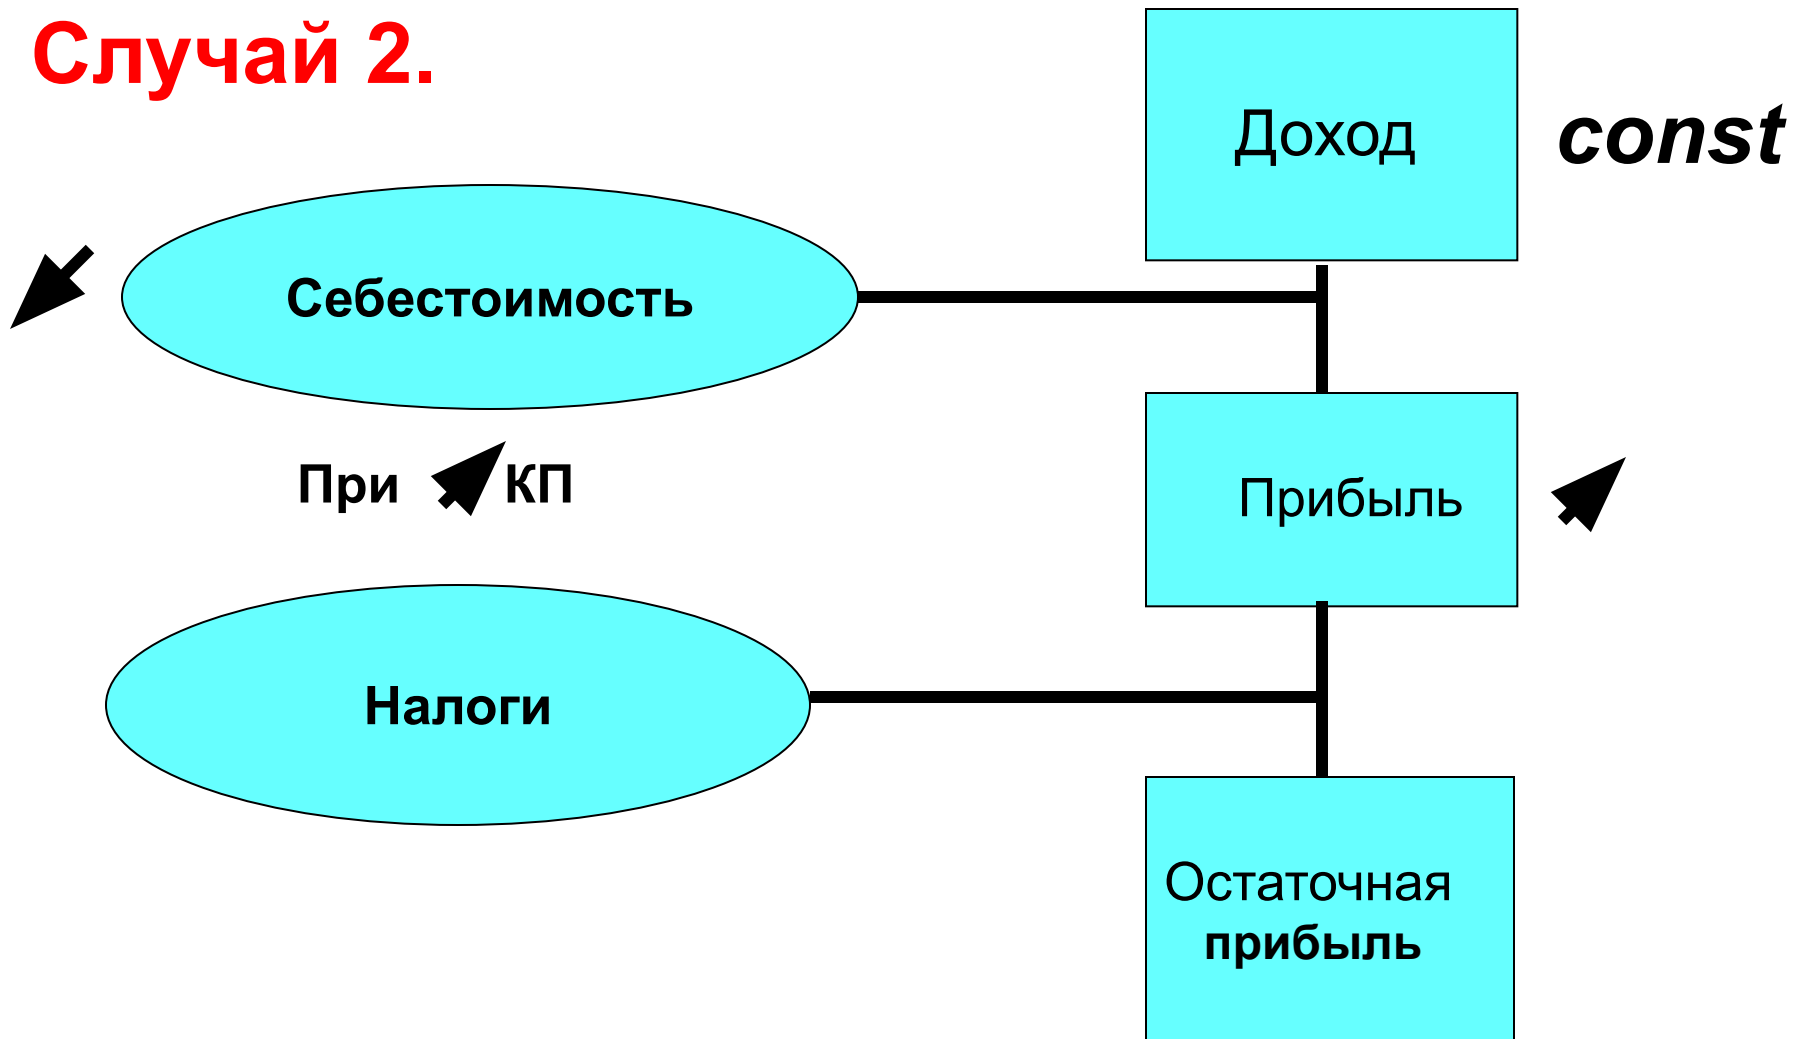 Случай 2.
Доход
const
Себестоимость
При КП
Прибыль
Налоги
Остаточная
прибыль